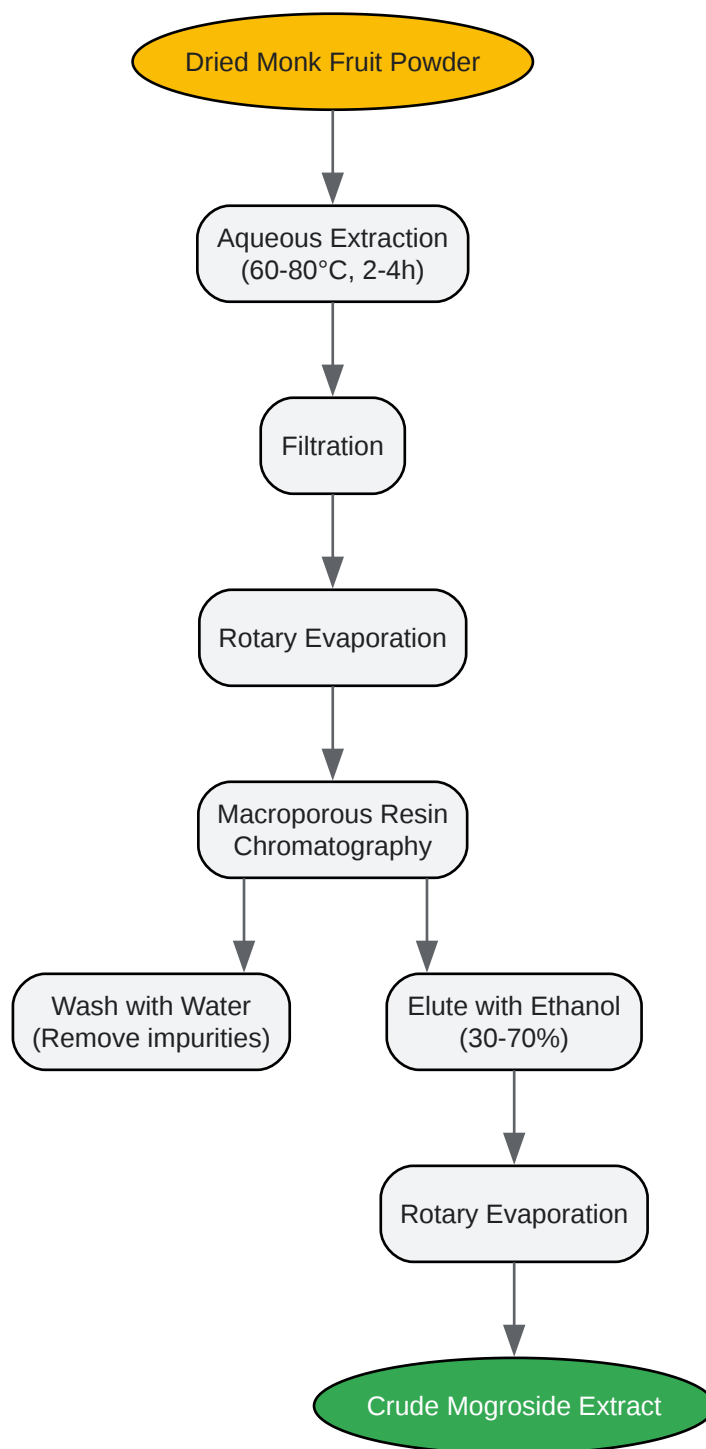 Dried Monk Fruit Powder
Aqueous Extraction
(60-80°C, 2-4h)
Filtration
Rotary Evaporation
Macroporous Resin
Chromatography
Wash with Water
(Remove impurities)
Elute with Ethanol
(30-70%)
Rotary Evaporation
Crude Mogroside Extract